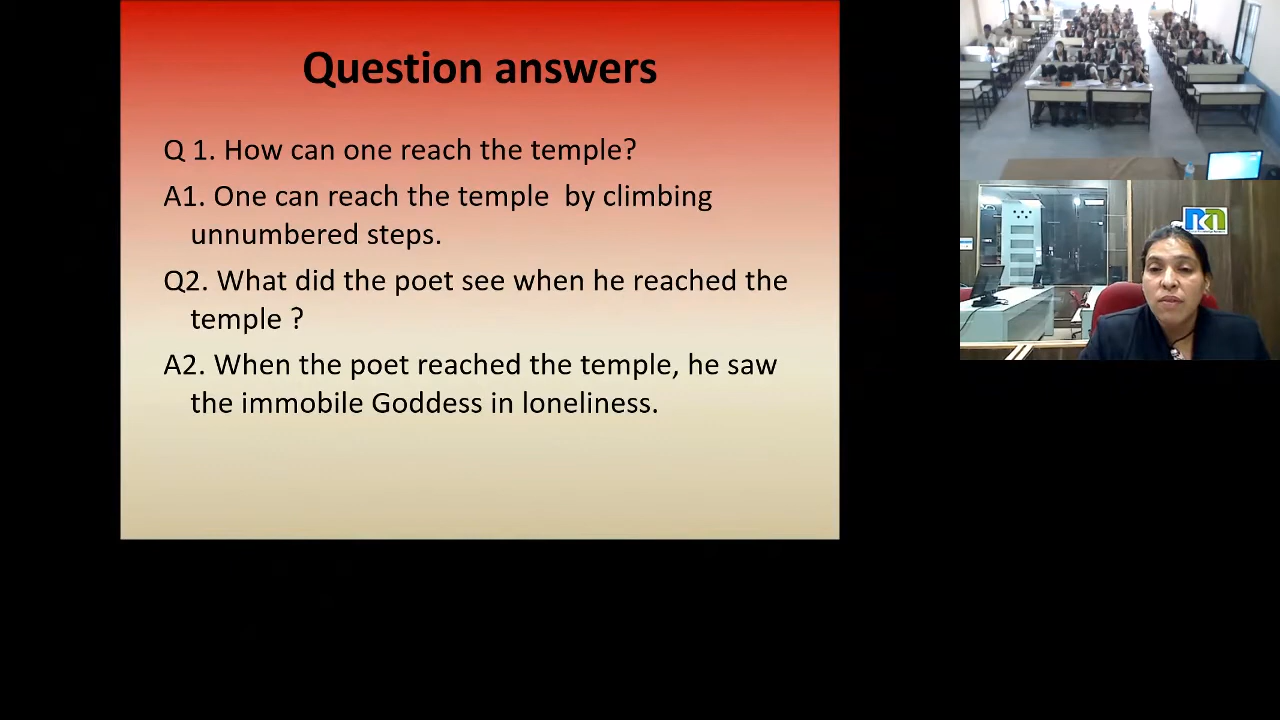 Question answers
Q 1. How can one reach the temple?
A1. One can reach the temple  by climbing
unnumbered steps.
Q2. What did the poet see when he reached the
temple ?
A2. When the poet reached the temple, he saw
the immobile Goddess in loneliness.